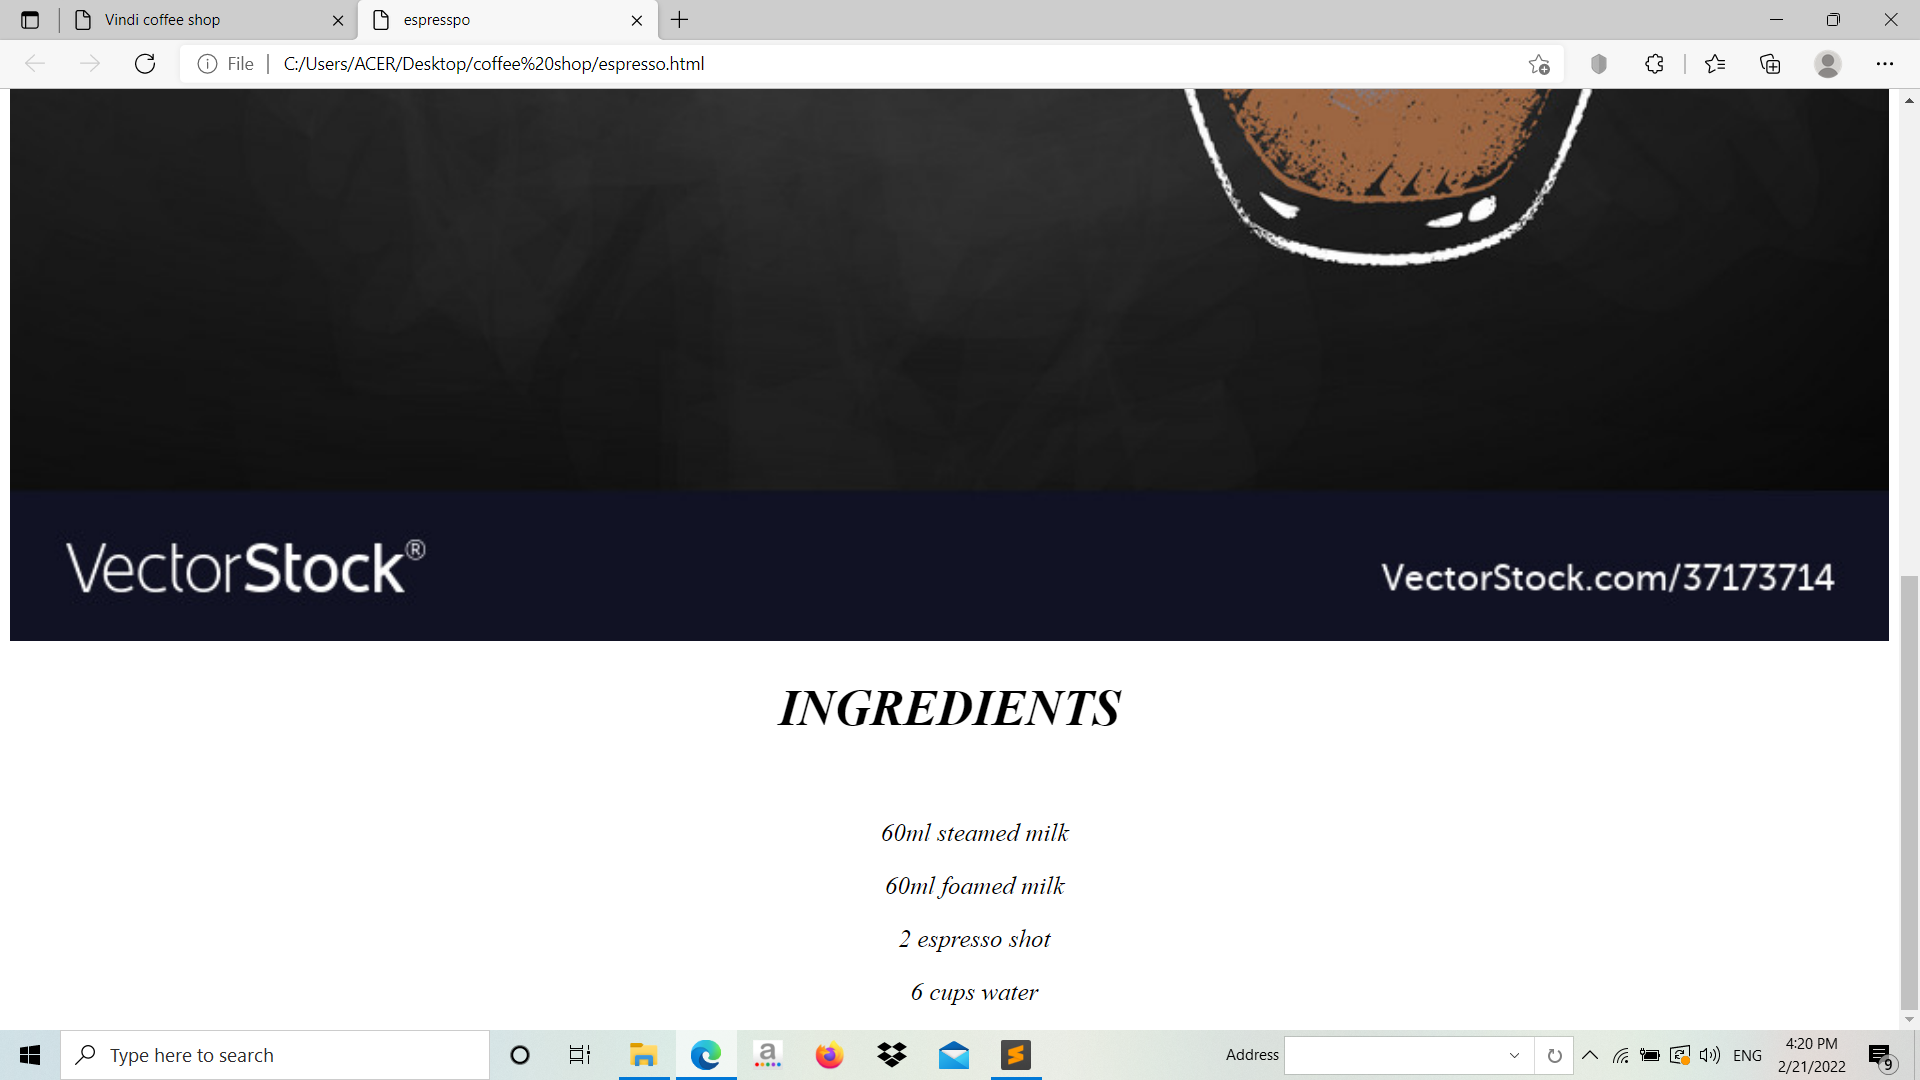 Vindi coffee shop
espresspo
File
C:/Users/ACER/Desktop/coffee%20shop/espresso.html
VectorStock®
VectorStock.com/37173714
INGREDIENTS
60ml steamed milk
60ml foamed milk
2 espresso shot
6 cups water
Type here to search
a
Address
ENG
4:20 PM
2/21/2022
9